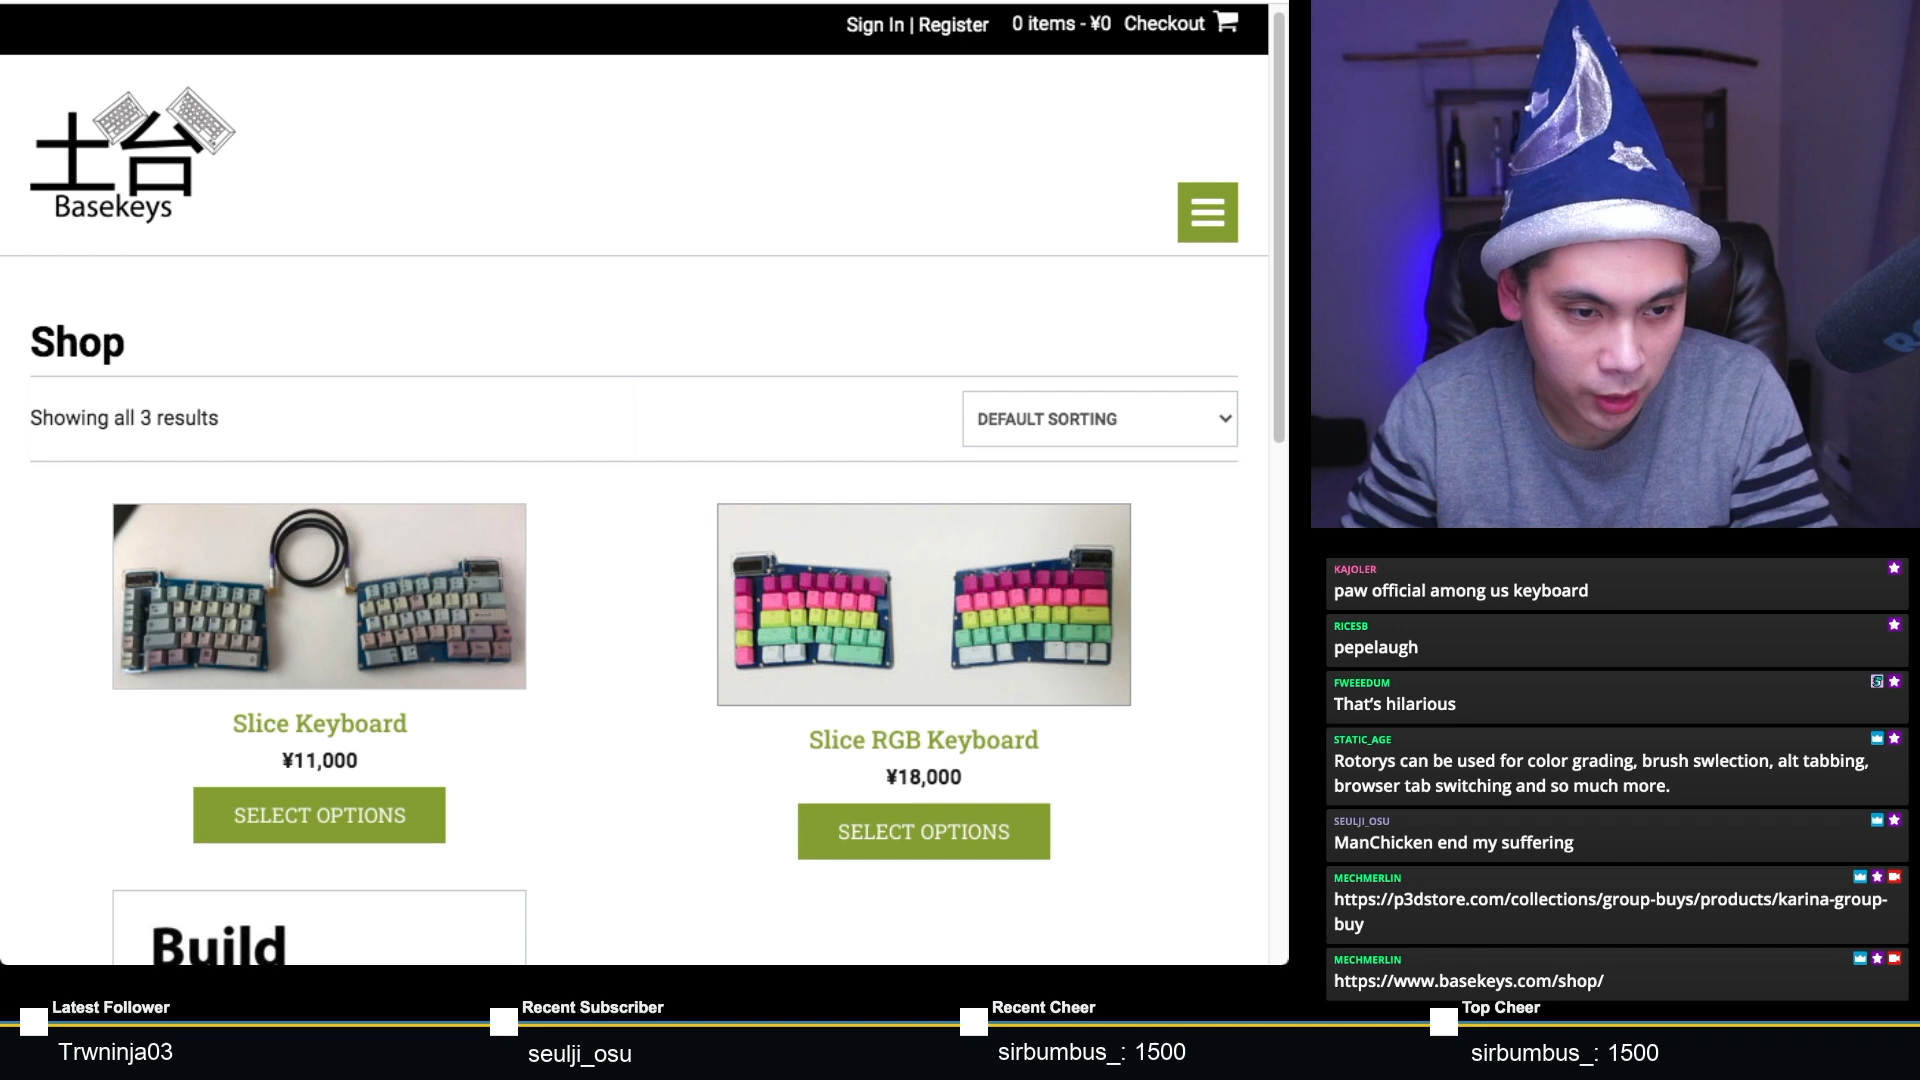 Sign In | Register 0 items - ¥0 Checkout
土台
Basekeys
Shop
Showing all 3 results
DEFAULT SORTING
Slice Keyboard
¥11,000
SELECT OPTIONS
Slice RGB Keyboard
¥18,000
SELECT OPTIONS
Build
KAJOLER
paw official among us keyboard
RICESB
pepelaugh
FWEEEDUM
That's hilarious
STATIC_AGE
Rotorys can be used for color grading, brush swlection, alt tabbing,
browser tab switching and so much more.
SEULJI_OSU
ManChicken end my suffering
MECHMERLIN
https://p3dstore.com/collections/group-buys/products/karina-group-
buy
MECHMERLIN
https://www.basekeys.com/shop/
Latest Follower
Trwninja03
Recent Subscriber
seulji_osu
Recent Cheer
sirbumbus_: 1500
Top Cheer
sirbumbus_: 1500